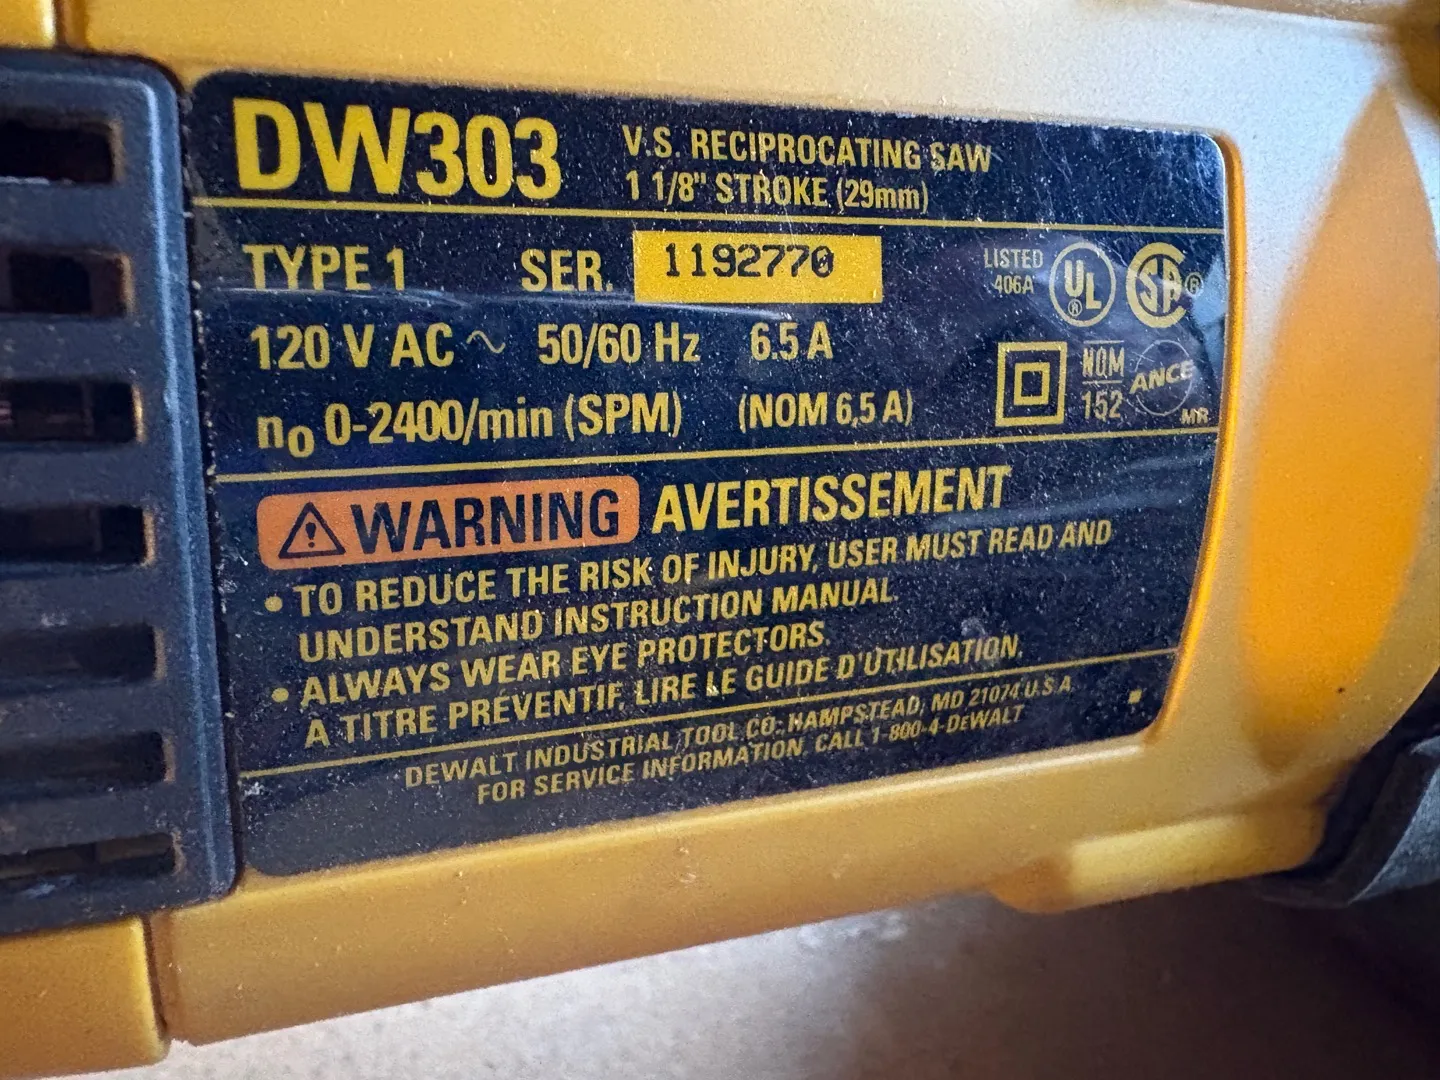 DW303
V.S. RECIPROCATING SAW
1 1/8" STROKE (29mm)
TYPE 1 SER. 1192770
LISTED
406A
UL
®
SA®
120 V AC ~ 50/60 Hz 6.5 A
n₀ 0-2400/min (SPM) (NOM 6,5 A)
NOM
152
ANCE
MR
⚠ WARNING AVERTISSEMENT
• TO REDUCE THE RISK OF INJURY, USER MUST READ AND
UNDERSTAND INSTRUCTION MANUAL.
• ALWAYS WEAR EYE PROTECTORS.
A TITRE PRÉVENTIF, LIRE LE GUIDE D'UTILISATION.
DEWALT INDUSTRIAL TOOL CO., HAMPSTEAD, MD 21074 U.S.A.
FOR SERVICE INFORMATION, CALL 1-800-4-DEWALT